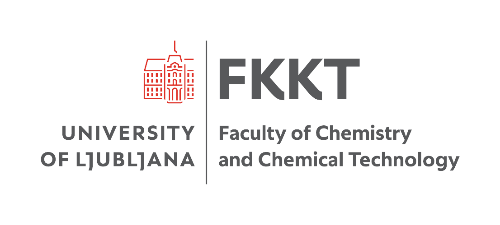 FKKT
UNIVERSITY
OF LJUBLJANA
Faculty of Chemistry
and Chemical Technology